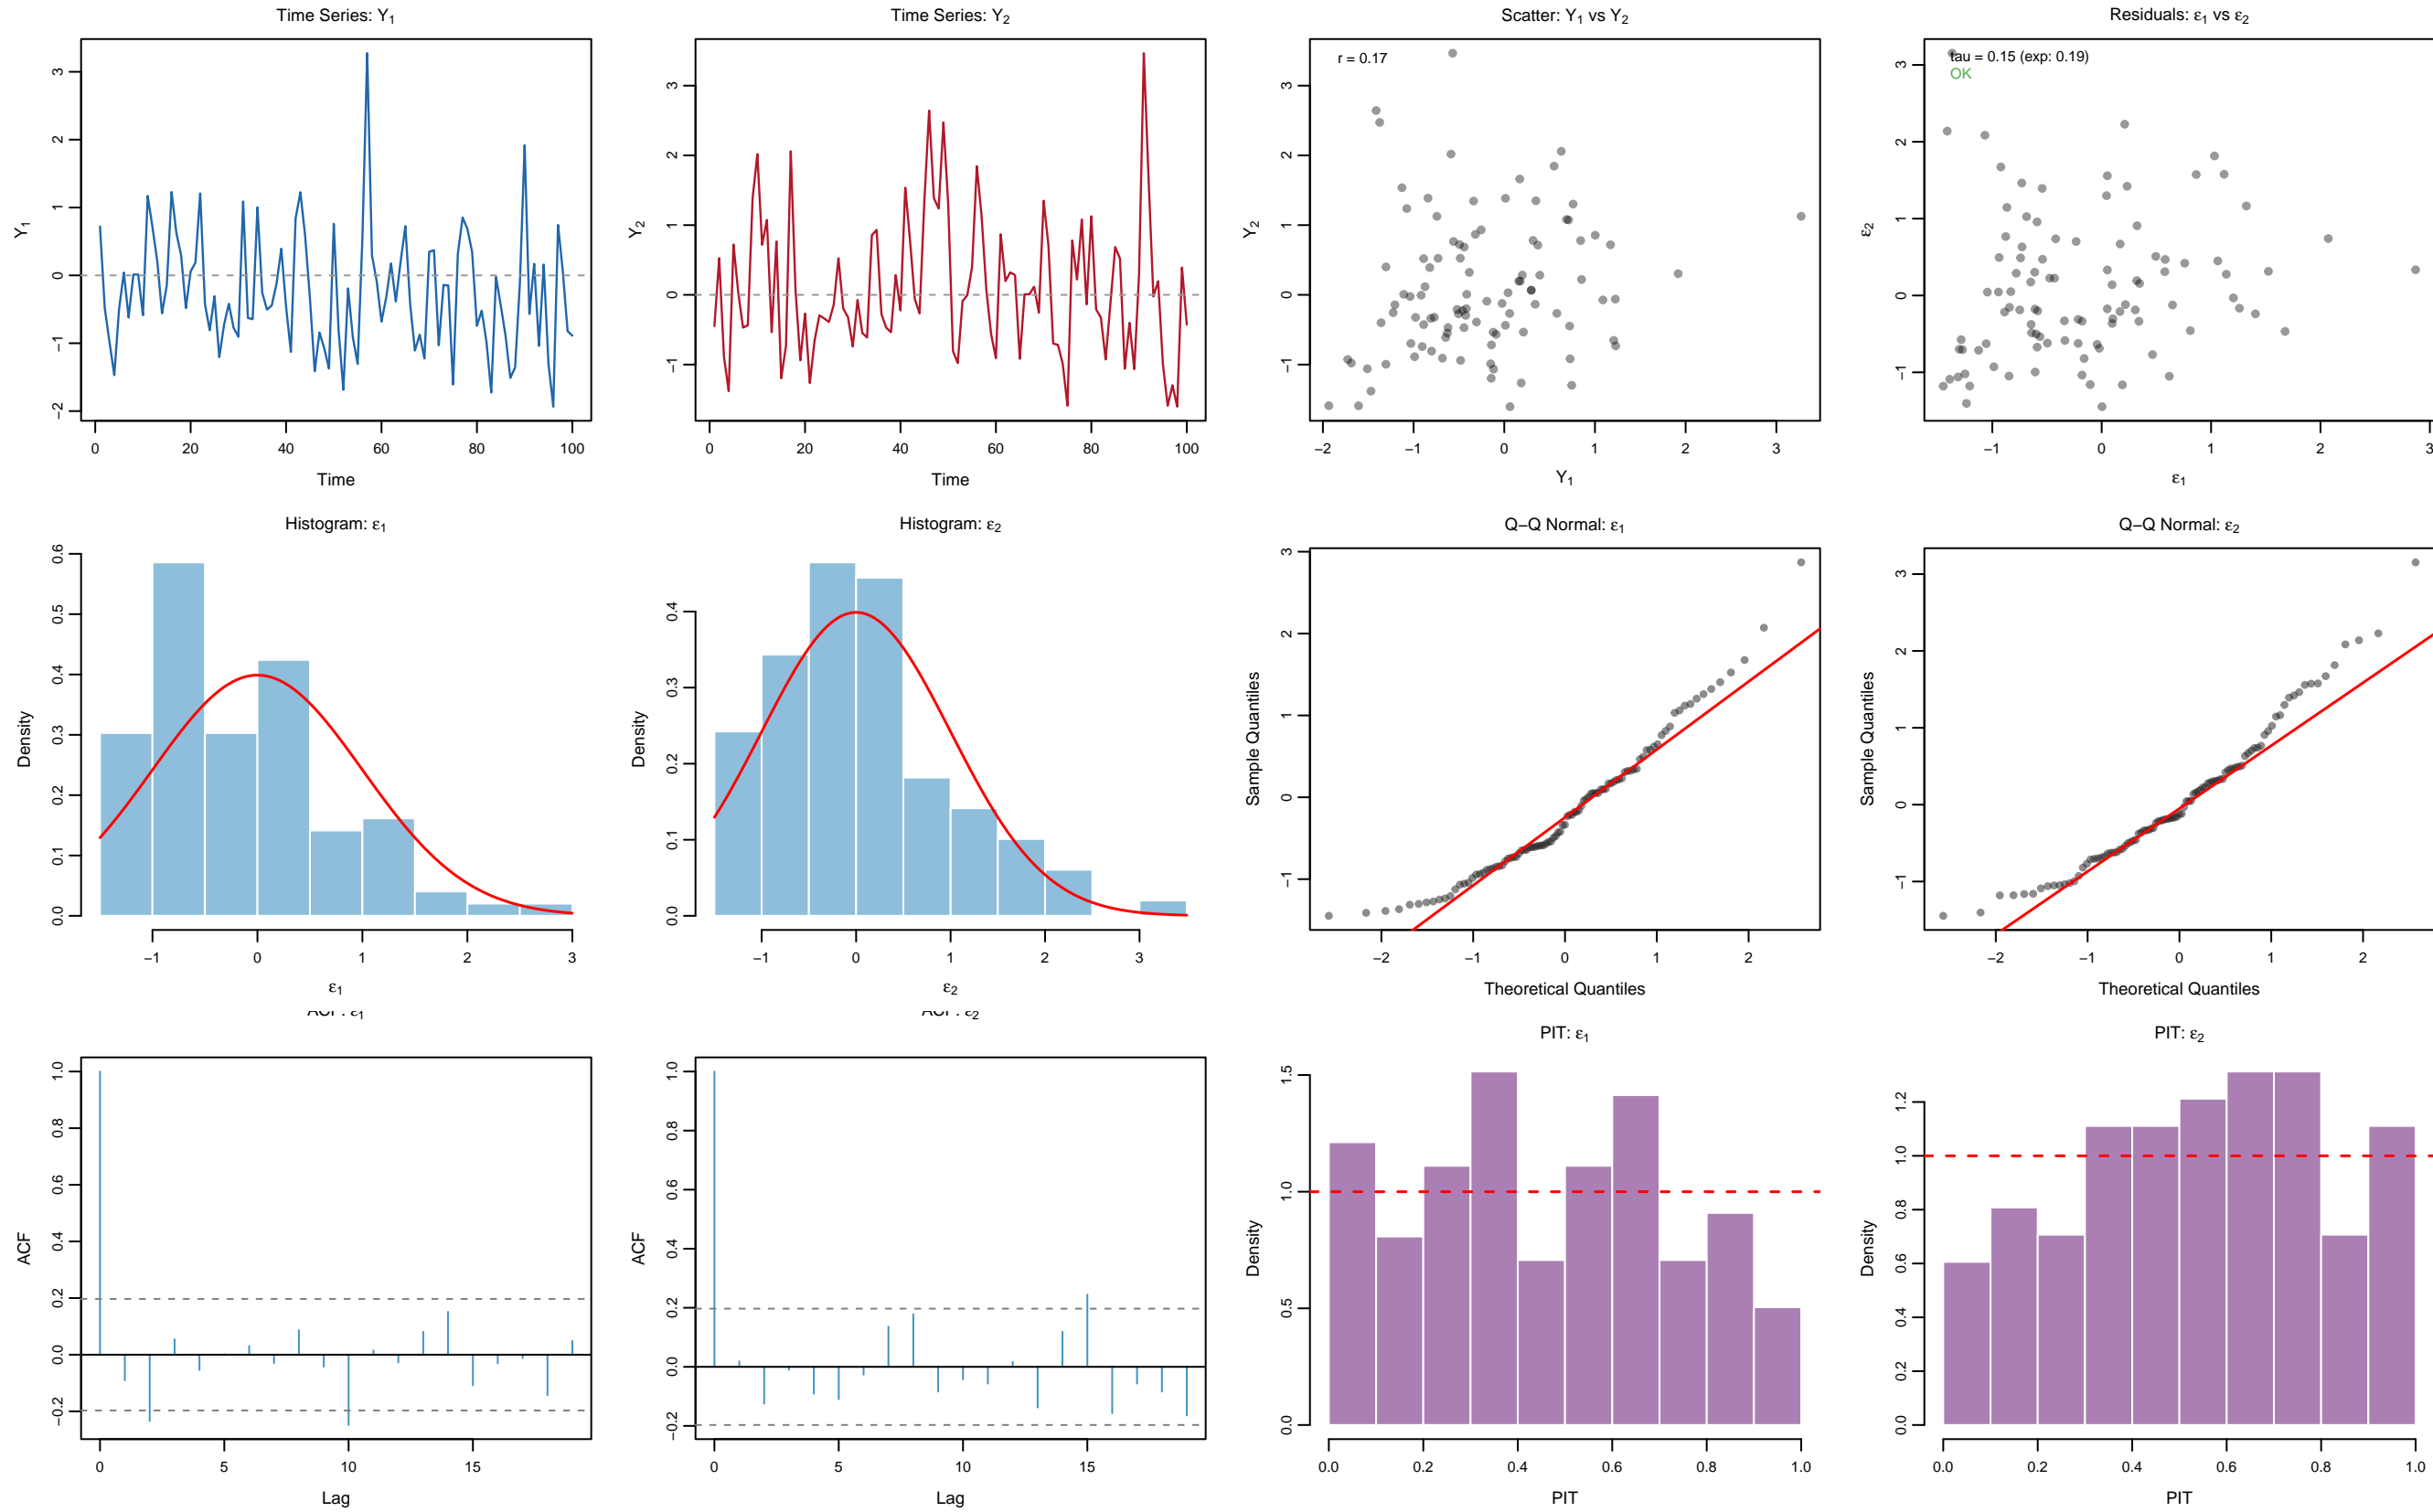 Time Series: Y1
Y1
−2 −1 0 1 2 3
0 20 40 60 80 100
Time
Time Series: Y2
Y2
−1 0 1 2 3
0 20 40 60 80 100
Time
Scatter: Y1 vs Y2
r = 0.17
Y2
−1 0 1 2 3
−2 −1 0 1 2 3
Y1
Residuals: ε1 vs ε2
tau = 0.15 (exp: 0.19)
OK
ε2
−1 0 1 2 3
−1 0 1 2 3
ε1
Histogram: ε1
Density
0.0 0.1 0.2 0.3 0.4 0.5 0.6
−1 0 1 2 3
ε1
Histogram: ε2
Density
0.0 0.1 0.2 0.3 0.4
−1 0 1 2 3
ε2
Q−Q Normal: ε1
Sample Quantiles
−1 0 1 2 3
−2 −1 0 1 2
Theoretical Quantiles
Q−Q Normal: ε2
Sample Quantiles
−1 0 1 2 3
−2 −1 0 1 2
Theoretical Quantiles
ACF: ε1
ACF
−0.2 0.0 0.2 0.4 0.6 0.8 1.0
0 5 10 15
Lag
ACF: ε2
ACF
−0.2 0.0 0.2 0.4 0.6 0.8 1.0
0 5 10 15
Lag
PIT: ε1
Density
0.0 0.5 1.0 1.5
0.0 0.2 0.4 0.6 0.8 1.0
PIT
PIT: ε2
Density
0.0 0.2 0.4 0.6 0.8 1.0 1.2
0.0 0.2 0.4 0.6 0.8 1.0
PIT